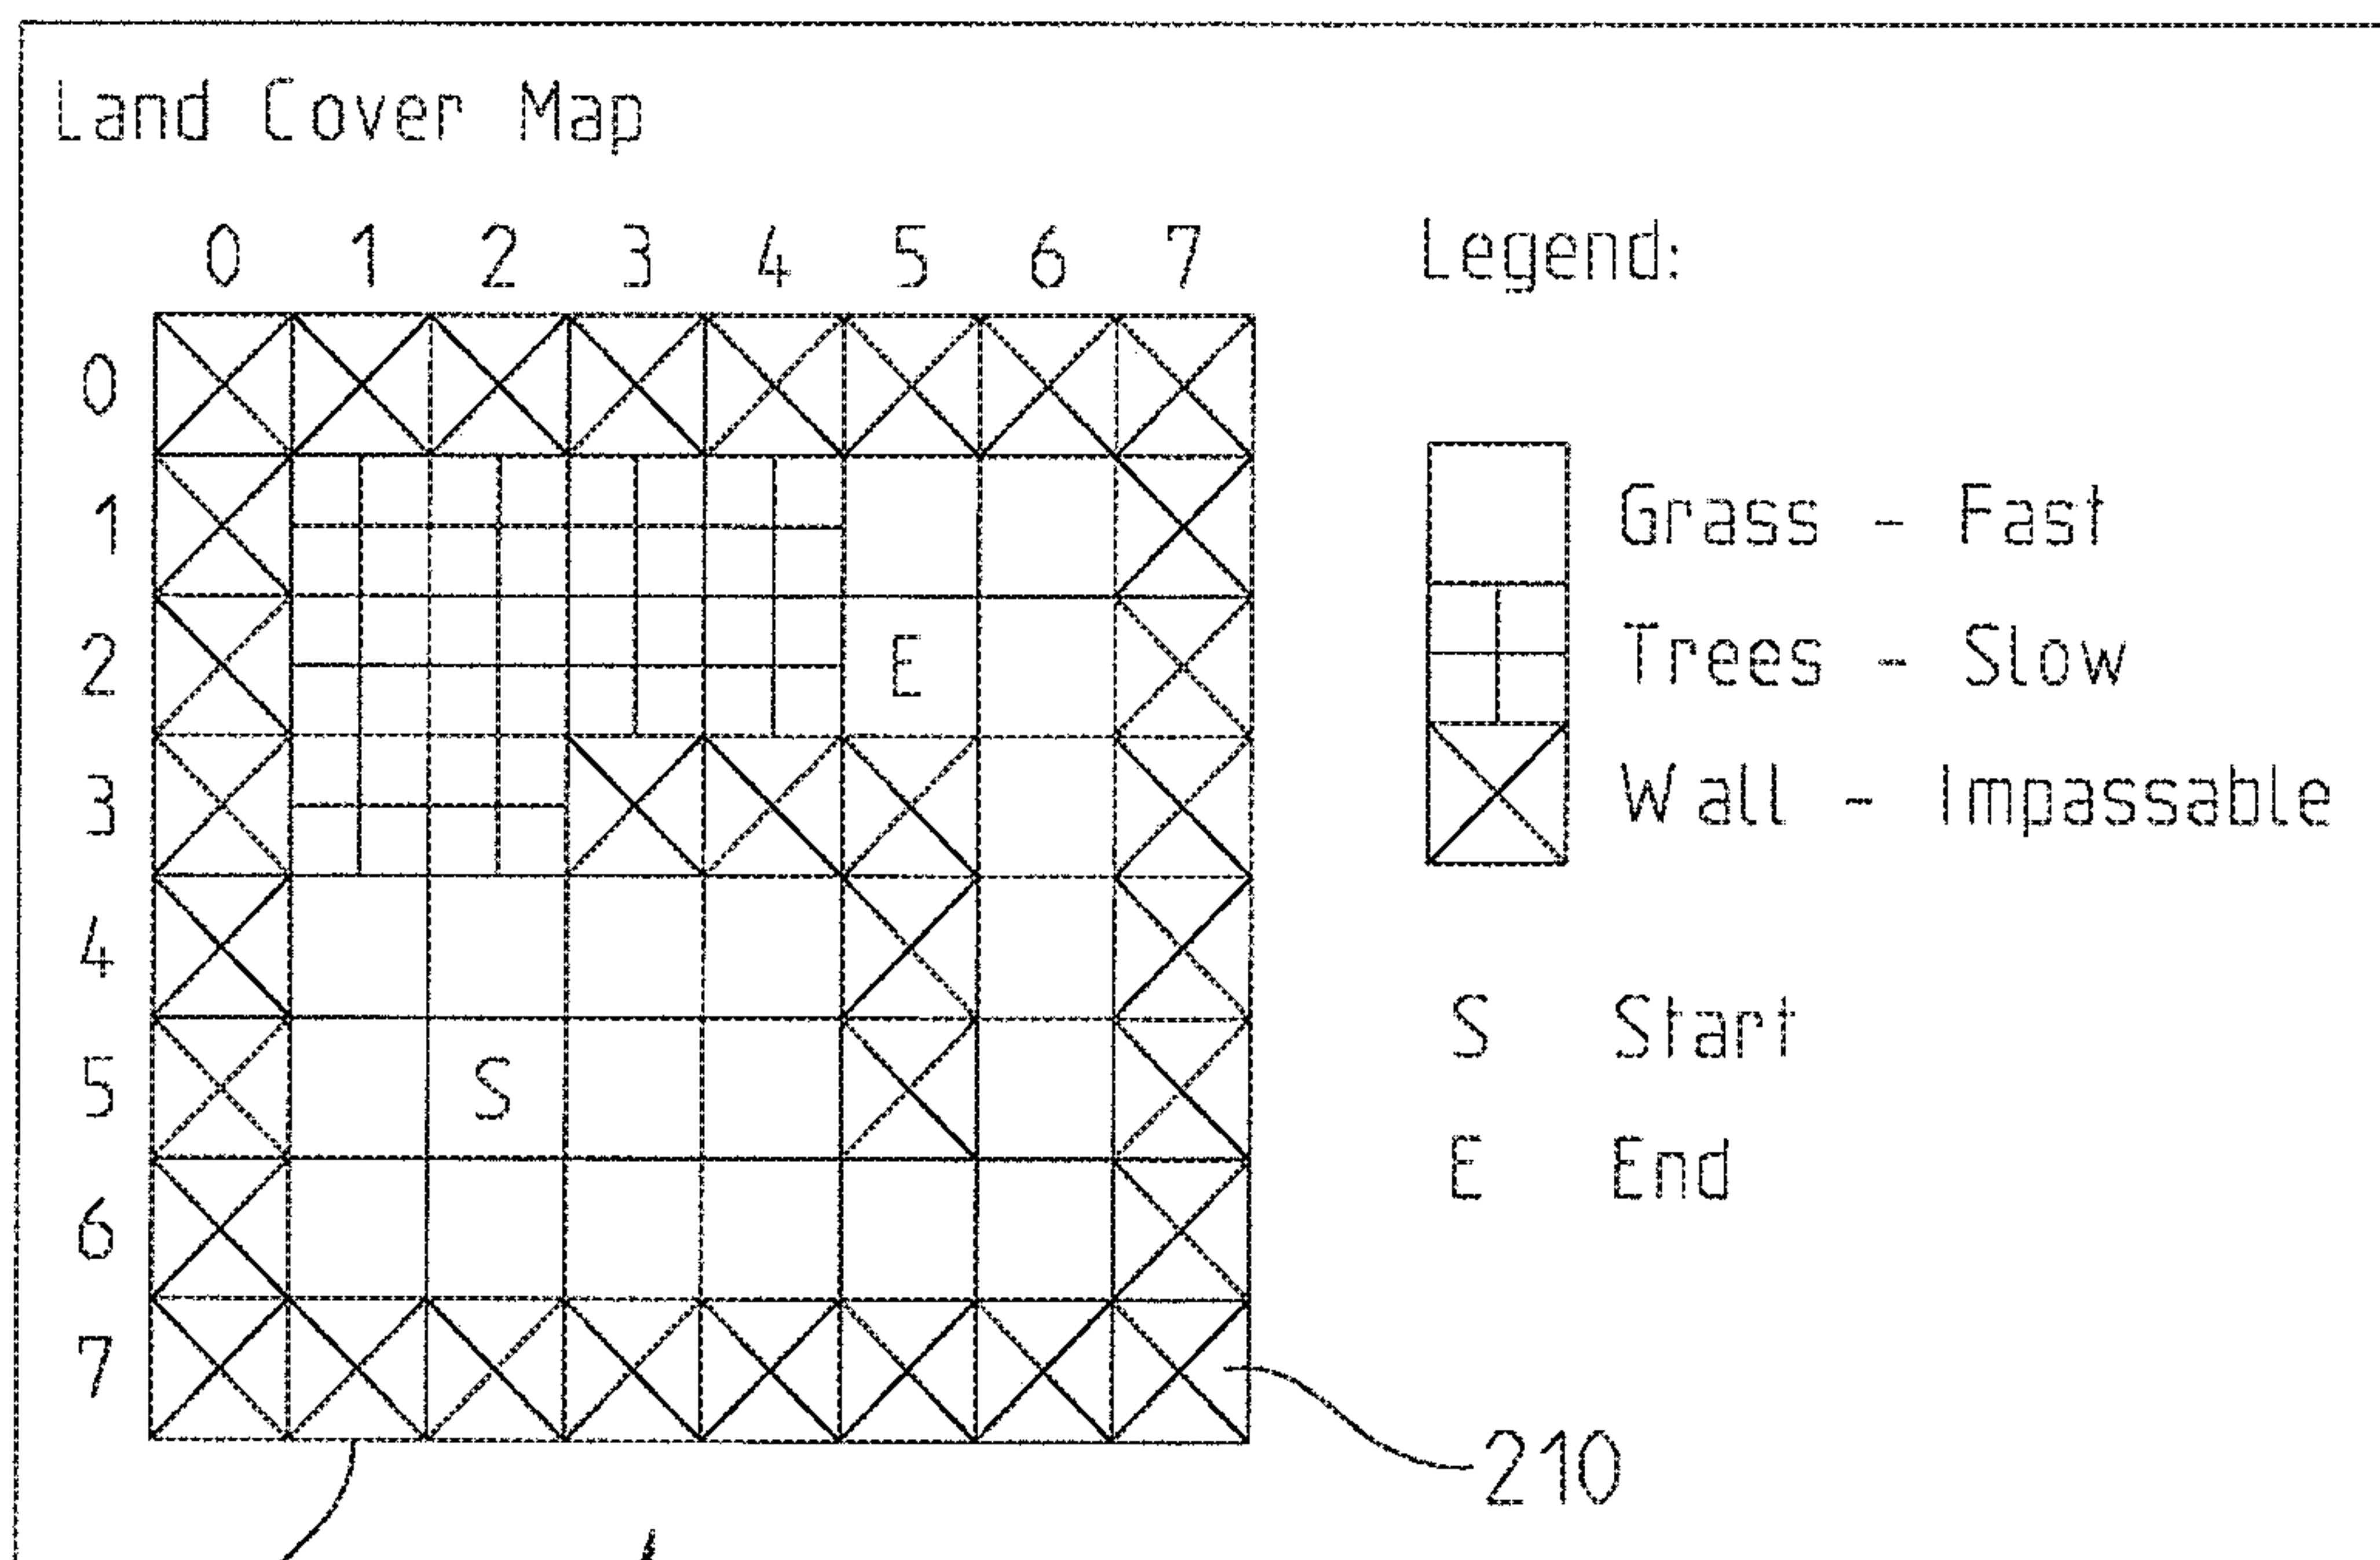 Land Cover Map
0 1 2 3 4 5 6 7
Legend:
0
1
Grass - Fast
2
E
Trees - Slow
3
Wall - Impassable
4
S Start
5
S
E End
6
7
210